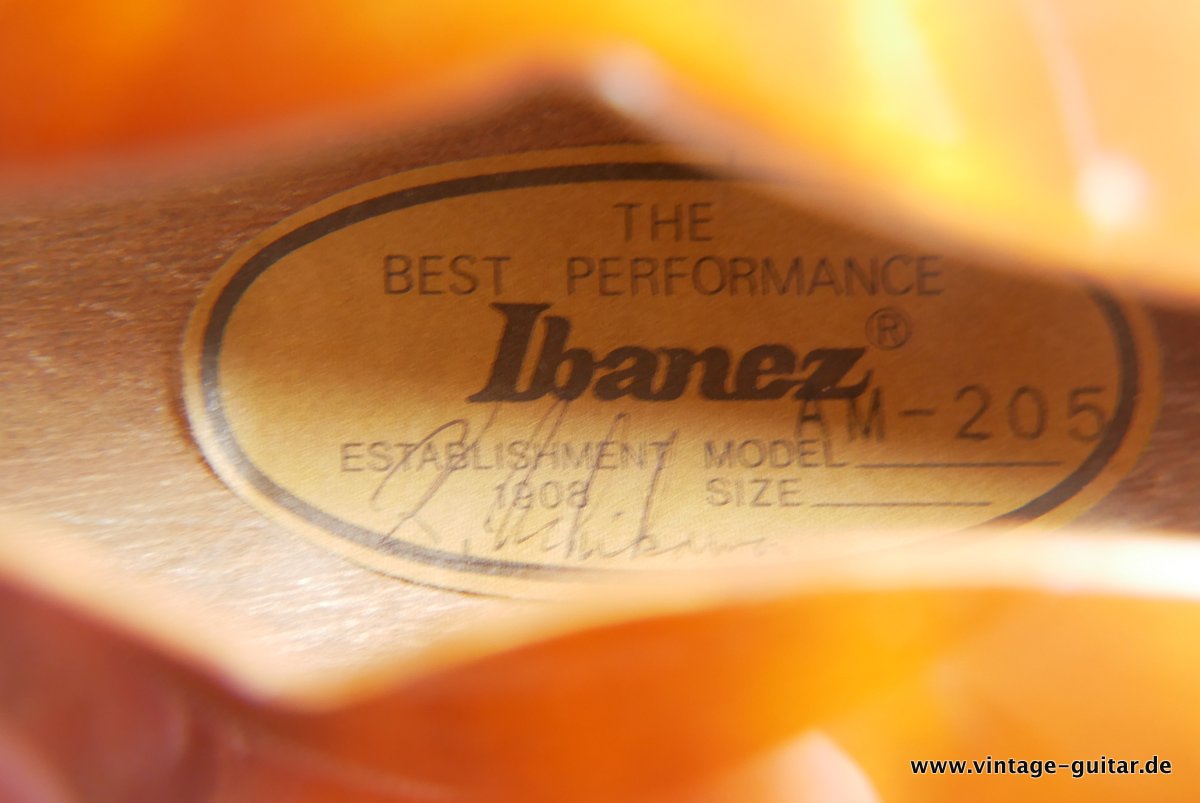 THE
BEST PERFORMANCE
Ibanez®
AM-205
ESTABLISHMENT MODEL
1908 SIZE
www.vintage-guitar.de